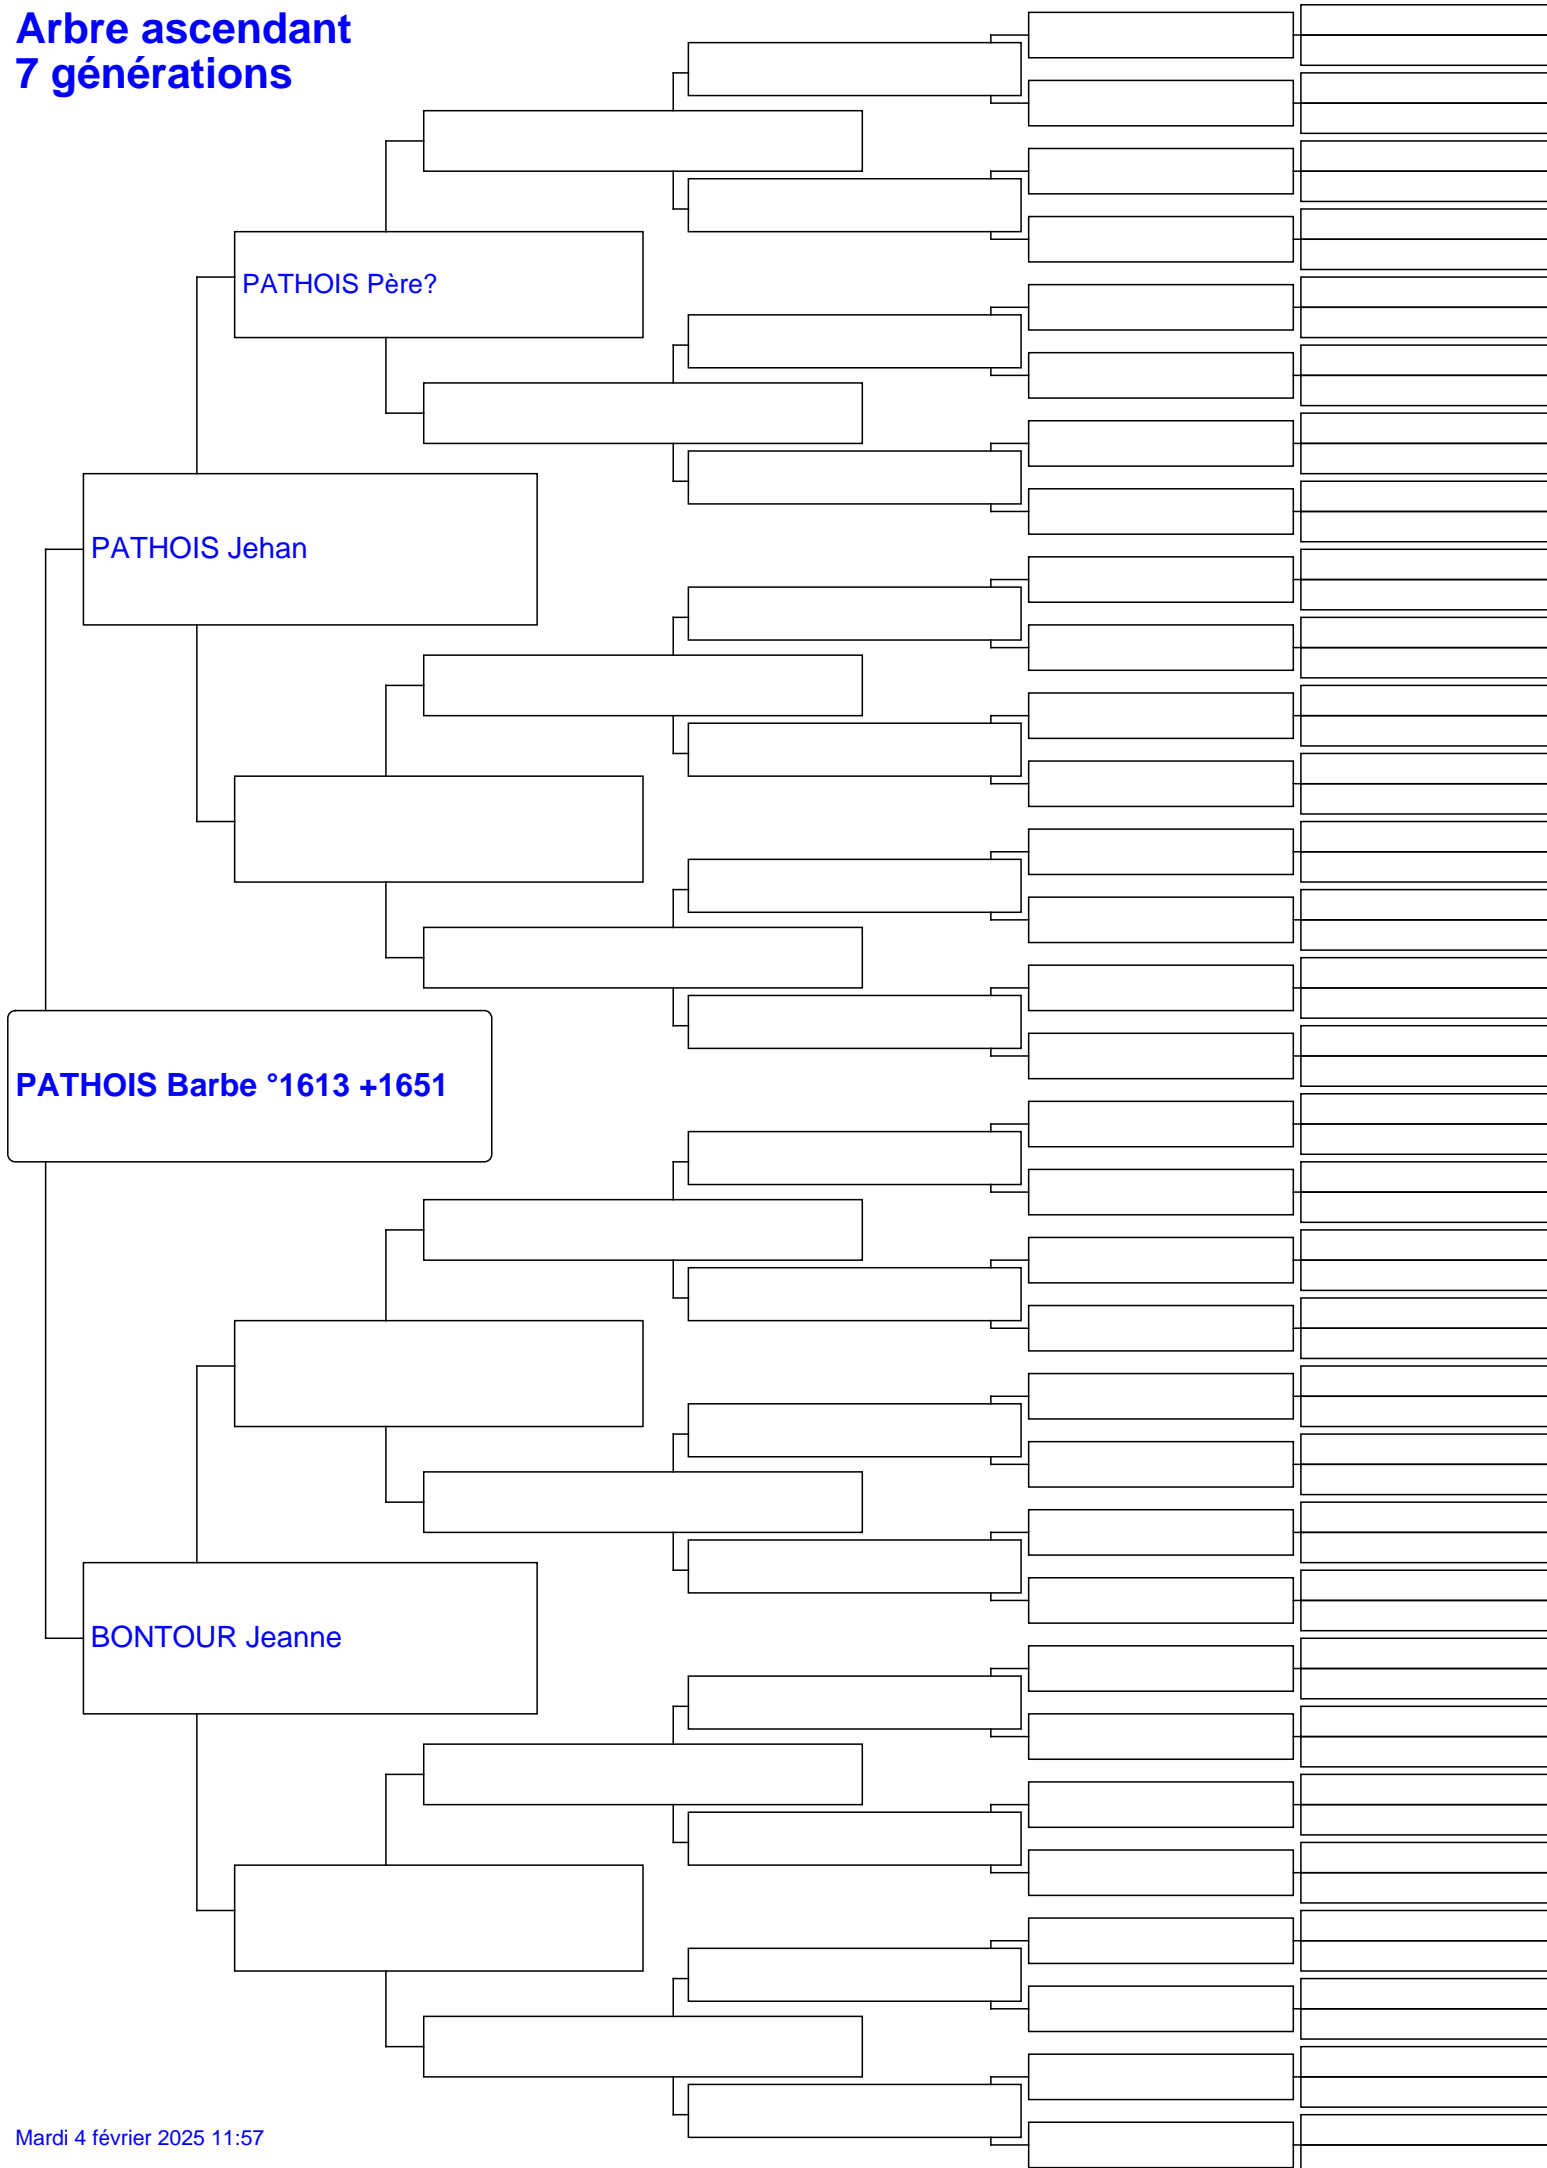 Arbre ascendant
7 générations
PATHOIS Père?
PATHOIS Jehan
PATHOIS Barbe °1613 +1651
BONTOUR Jeanne
Mardi 4 février 2025 11:57